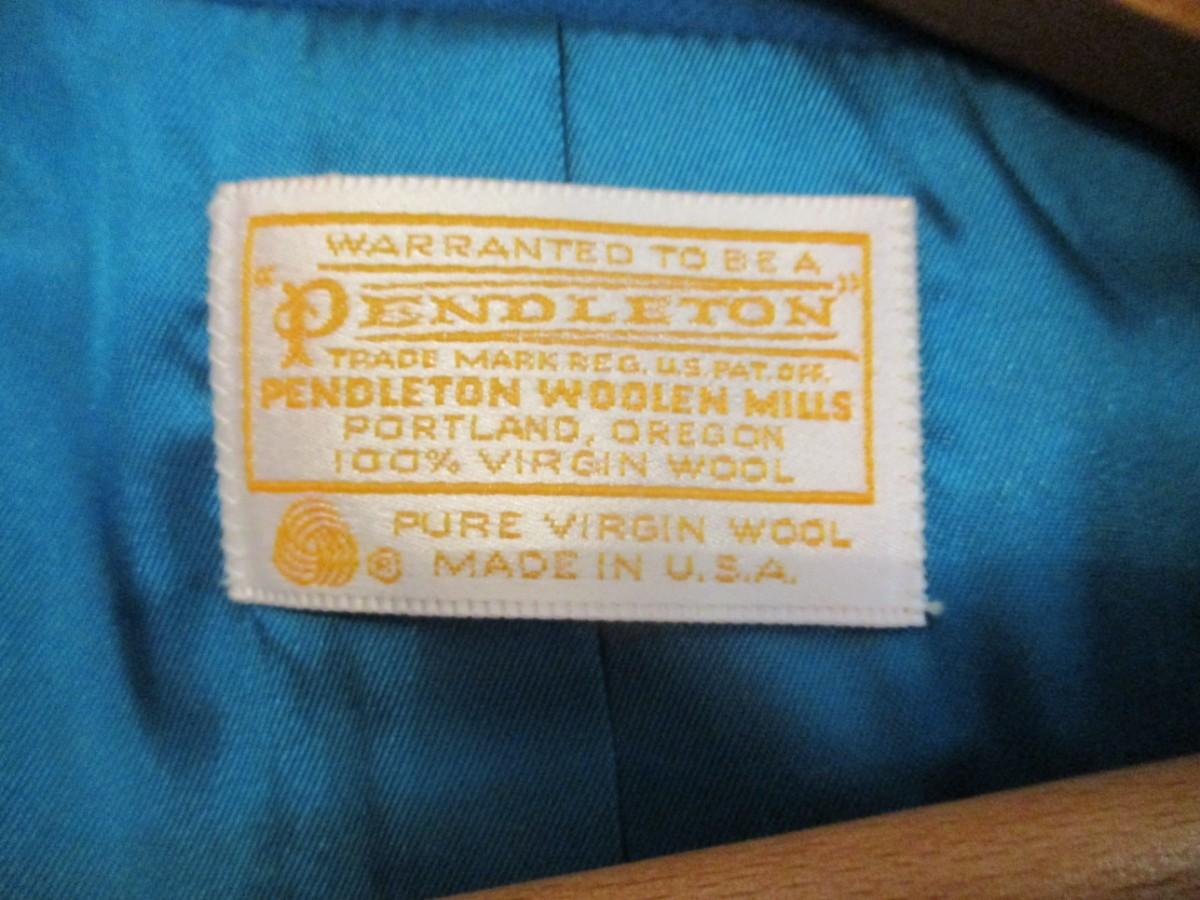 WARRANTED TO BE A
"PENDLETON"
TRADE MARK REG. U.S. PAT. OFF.
PENDLETON WOOLEN MILLS
PORTLAND, OREGON
100% VIRGIN WOOL
PURE VIRGIN WOOL
® MADE IN U.S.A.